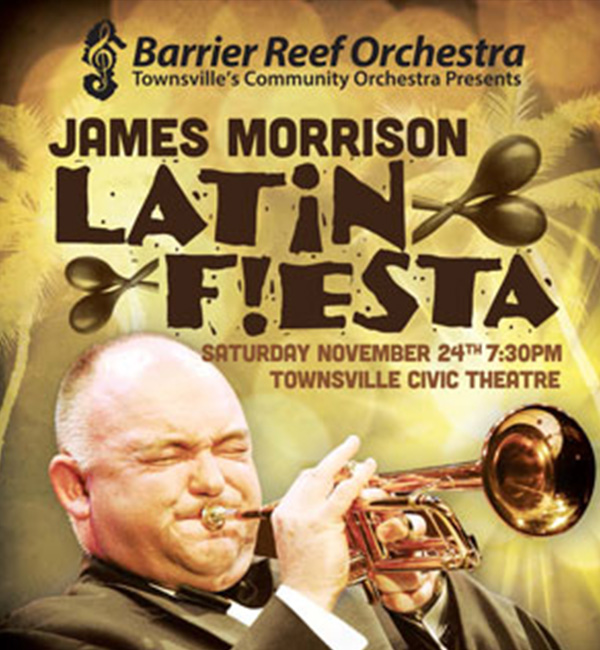 Barrier Reef Orchestra
Townsville's Community Orchestra Presents
JAMES MORRISON
LATiN
F!ESTA
SATURDAY NOVEMBER 24TH 7:30PM
TOWNSVILLE CIVIC THEATRE